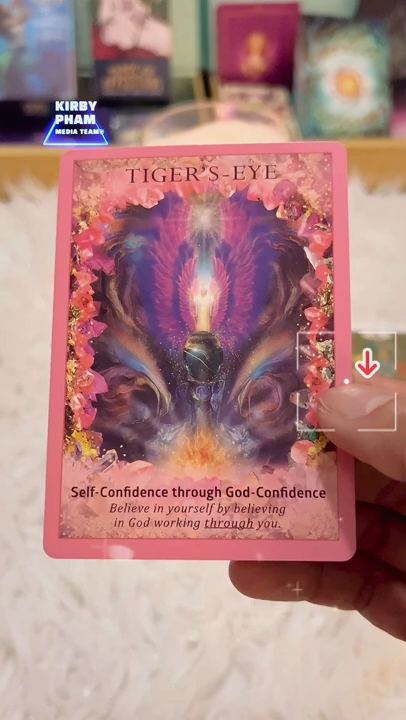 KIRBY
PHAM
MEDIA TEAM®
TIGER'S-EYE
Self-Confidence through God-Confidence
Believe in yourself by believing
in God working through you.